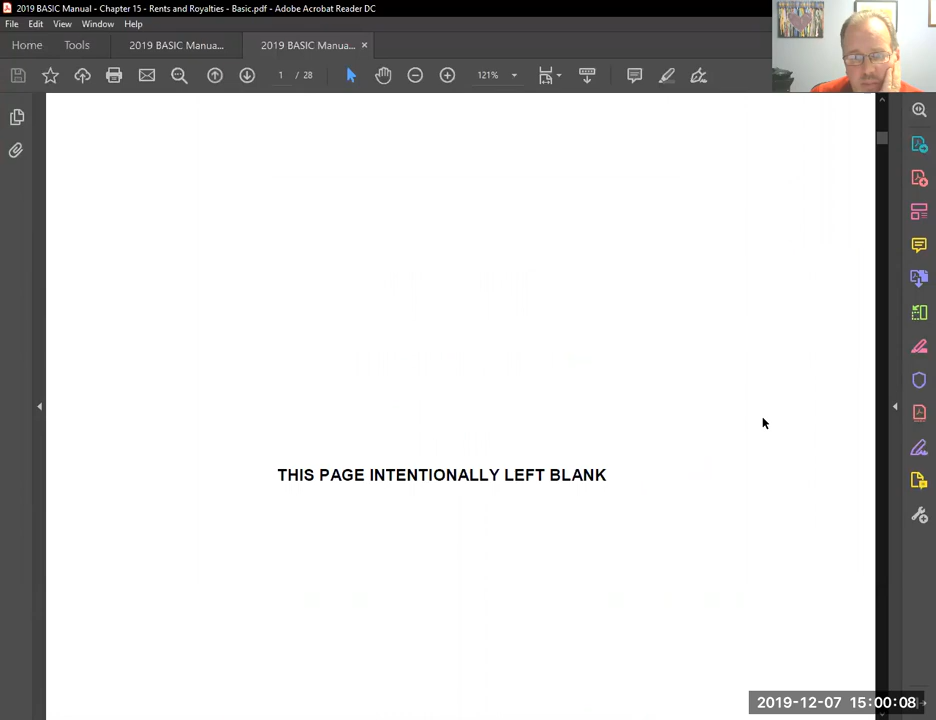 2019 BASIC Manual - Chapter 15 - Rents and Royalties - Basic.pdf - Adobe Acrobat Reader DC
File Edit View Window Help
Home Tools 2019 BASIC Manua... 2019 BASIC Manua... ×
1 / 28 121%
THIS PAGE INTENTIONALLY LEFT BLANK
2019-12-07 15:00:08